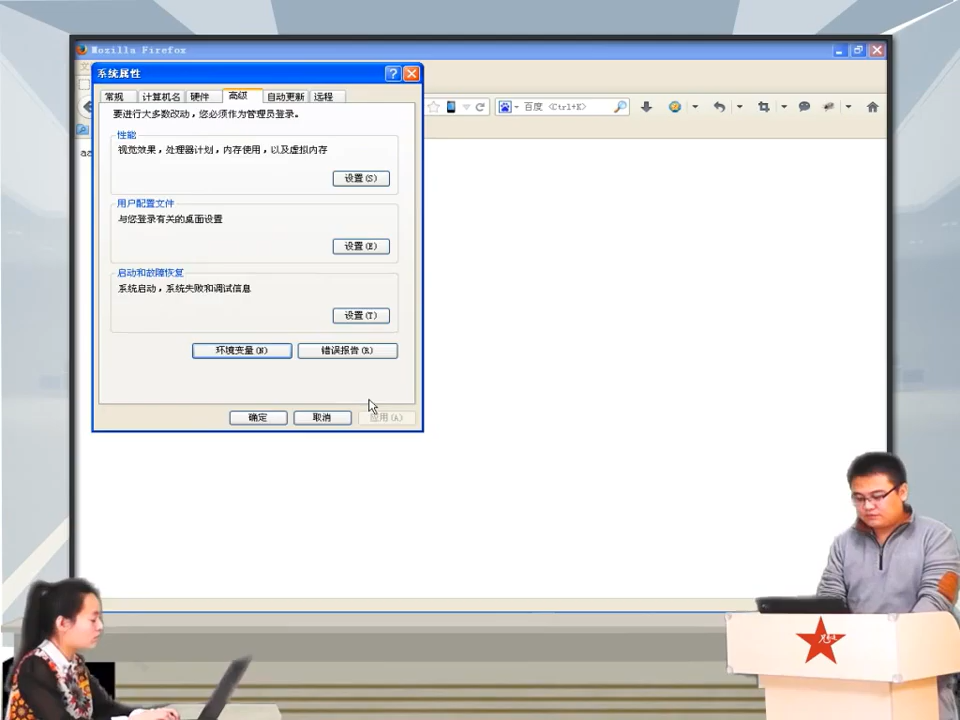 Mozilla Firefox
系统属性
常规 计算机名 硬件 高级 自动更新 远程
百度 <Ctrl+K>
要进行大多数改动，您必须作为管理员登录。
性能
视觉效果，处理器计划，内存使用，以及虚拟内存
设置(S)
用户配置文件
与您登录有关的桌面设置
设置(E)
启动和故障恢复
系统启动，系统失败和调试信息
设置(T)
环境变量(N) 错误报告(R)
确定 取消 应用(A)